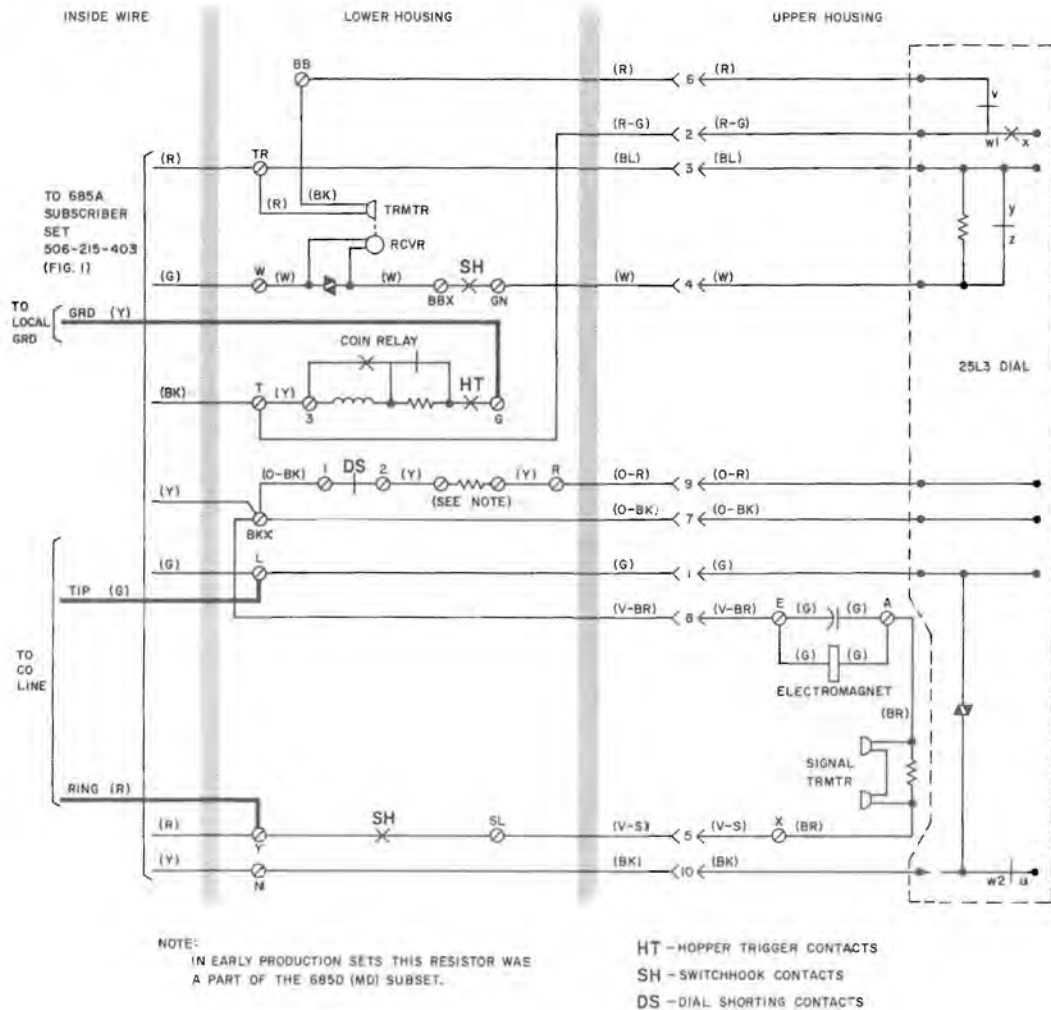 INSIDE WIRE LOWER HOUSING UPPER HOUSING
BB (R) 6 (R)
V
(R-G) 2 (R-G)
W1 X
(R) TR (BL) 3 (BL)
(BK)
(R) TRMTR
TO 685A
SUBSCRIBER
SET
506-215-403
(FIG. 1)
RCVR
Y
Z
(G) W (W) (W) BBX SH GN (W) 4 (W)
TO
LOCAL
GRD
GRD (Y)
COIN RELAY
25L3 DIAL
(BK) T (Y) 3 HT G
(O-BK) 1 DS 2 (Y) (Y) R (O-R) 9 (O-R)
(SEE NOTE)
(Y) BKX (O-BK) 7 (O-BK)
(G) L (G) 1 (G)
TIP (G)
(V-BR) 8 (V-BR) E (G) (G) A
(G) (G)
ELECTROMAGNET
TO
CO
LINE
(BR)
SIGNAL
TRMTR
RING (R)
(R) Y SH SL (V-S) 5 (V-S) X (BR)
(Y) N (BK) 10 (BK)
W2 u
NOTE:
IN EARLY PRODUCTION SETS THIS RESISTOR WAS
A PART OF THE 685D (MD) SUBSET.
HT - HOPPER TRIGGER CONTACTS
SH - SWITCHHOOK CONTACTS
DS - DIAL SHORTING CONTACTS